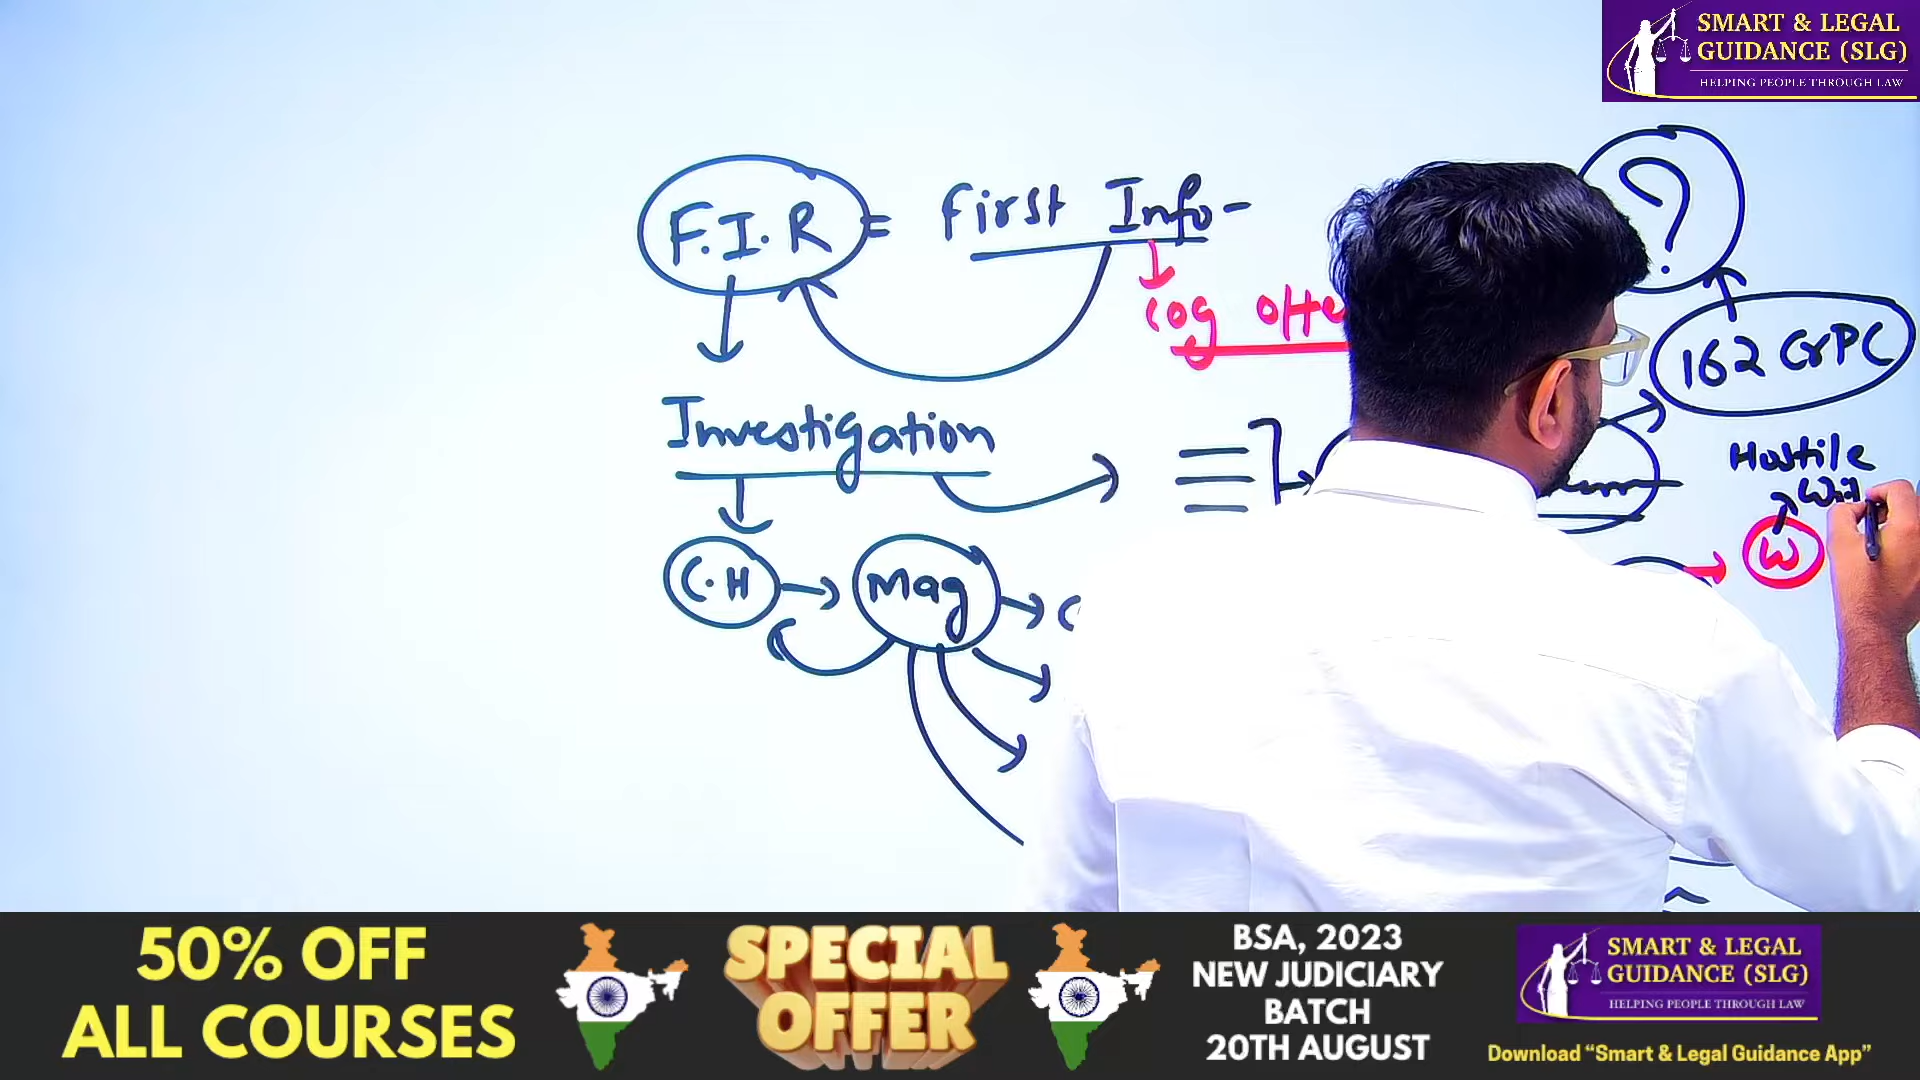 SMART & LEGAL
GUIDANCE (SLG)
HELPING PEOPLE THROUGH LAW
?
F.I.R = First Info-
Cog
162 CrPC
Investigation
Hostile
W
C.H
Mag
50% OFF
ALL COURSES
SPECIAL
OFFER
BSA, 2023
NEW JUDICIARY
BATCH
20TH AUGUST
SMART & LEGAL
GUIDANCE (SLG)
HELPING PEOPLE THROUGH LAW
Download “Smart & Legal Guidance App”